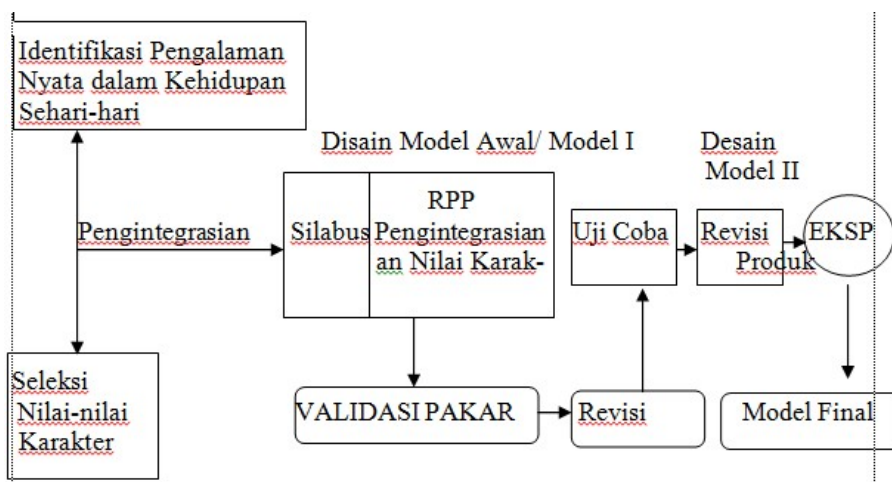 Identifikasi Pengalaman
Nyata dalam Kehidupan
Sehari-hari
Disain Model Awal/ Model I
Desain
Model II
Pengintegrasian
Silabus
RPP
Pengintegrasian
an Nilai Karak-
Uji Coba
Revisi
Produk
EKSP
Seleksi
Nilai-nilai
Karakter
VALIDASI PAKAR
Revisi
Model Final